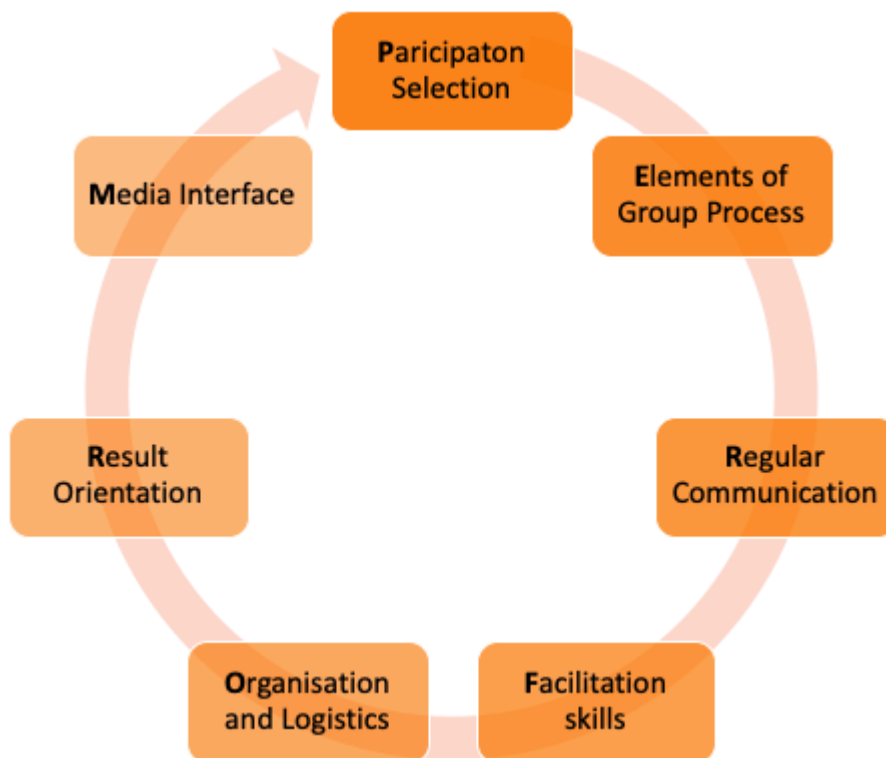 Paricipaton
Selection
Elements of
Group Process
Regular
Communication
Facilitation
skills
Organisation
and Logistics
Result
Orientation
Media Interface